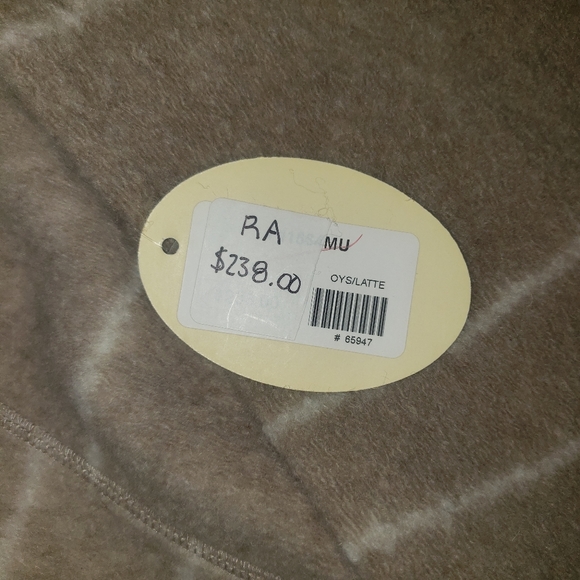 RA
$238.00
MU
OYS/LATTE
# 65947